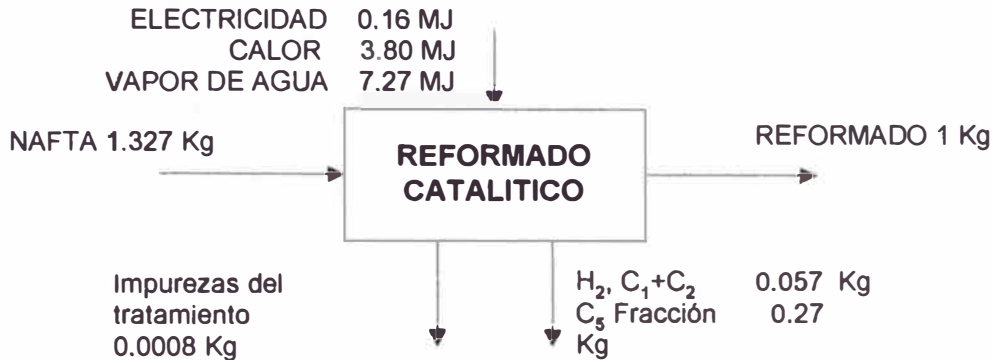 ELECTRICIDAD 0.16 MJ
CALOR 3.80 MJ
VAPOR DE AGUA 7.27 MJ
NAFTA 1.327 Kg
REFORMADO
CATALITICO
REFORMADO 1 Kg
Impurezas del
tratamiento
0.0008 Kg
H₂, C₁+C₂ 0.057 Kg
C₅ Fracción 0.27
Kg